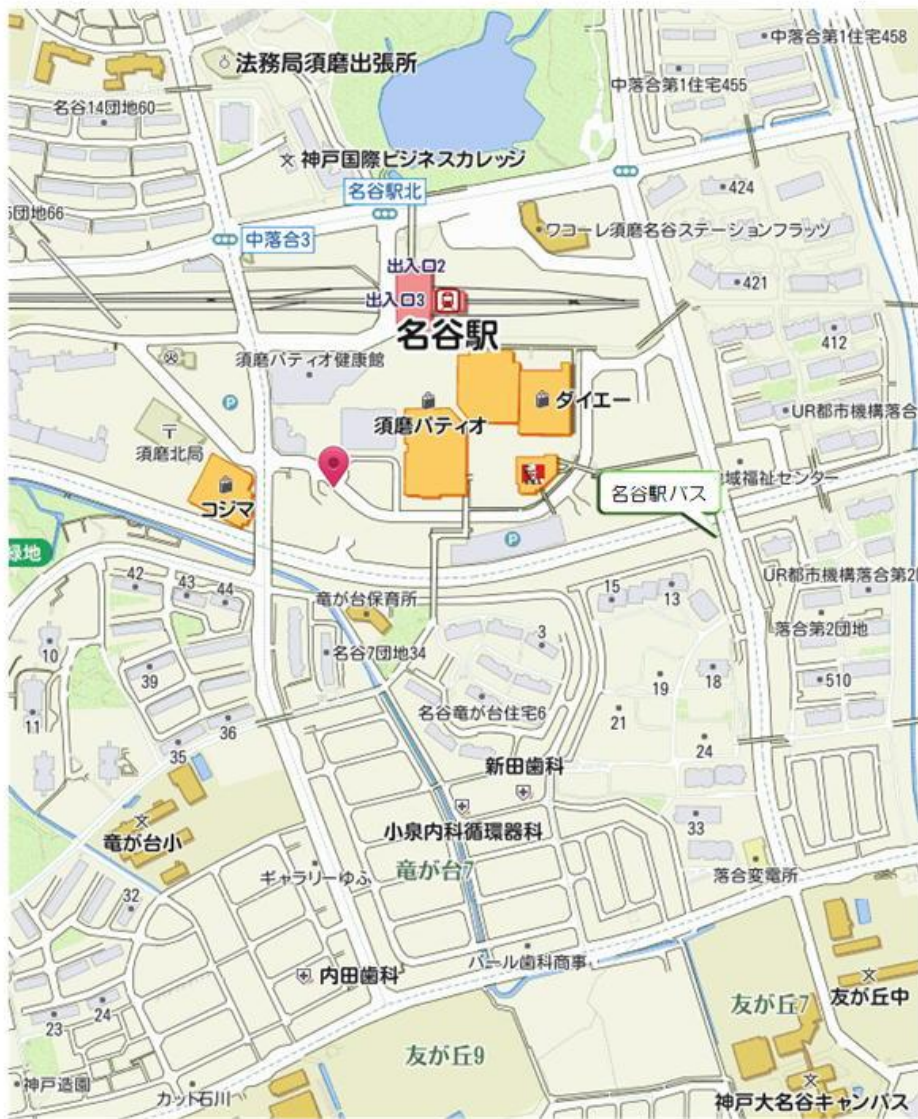 中落合第1住宅458
法務局須磨出張所
中落合第1住宅455
名谷14団地60
神戸国際ビジネスカレッジ
424
名谷駅北
5団地66
ワコーレ須磨名谷ステーションフラッツ
中落合3
出入口2
421
出入口3
名谷駅
412
須磨パティオ健康館
ダイエー
P
UR都市機構落合
須磨パティオ
須磨北局
KFC
域福祉センター
名谷駅バス
コジマ
P
緑地
42
43
44
15
13
UR都市機構落合第2団
竜が台保育所
落合第2団地
10
3
名谷7団地34
39
19
18
510
11
名谷竜が台住宅6
21
36
35
24
新田歯科
小泉内科循環器科
33
竜が台小
竜が台7
ギャラリーゆふ
落合変電所
32
パール歯科商事
内田歯科
友が丘中
24
23
友が丘7
友が丘9
神戸造園
カット石川
神戸大名谷キャンパス